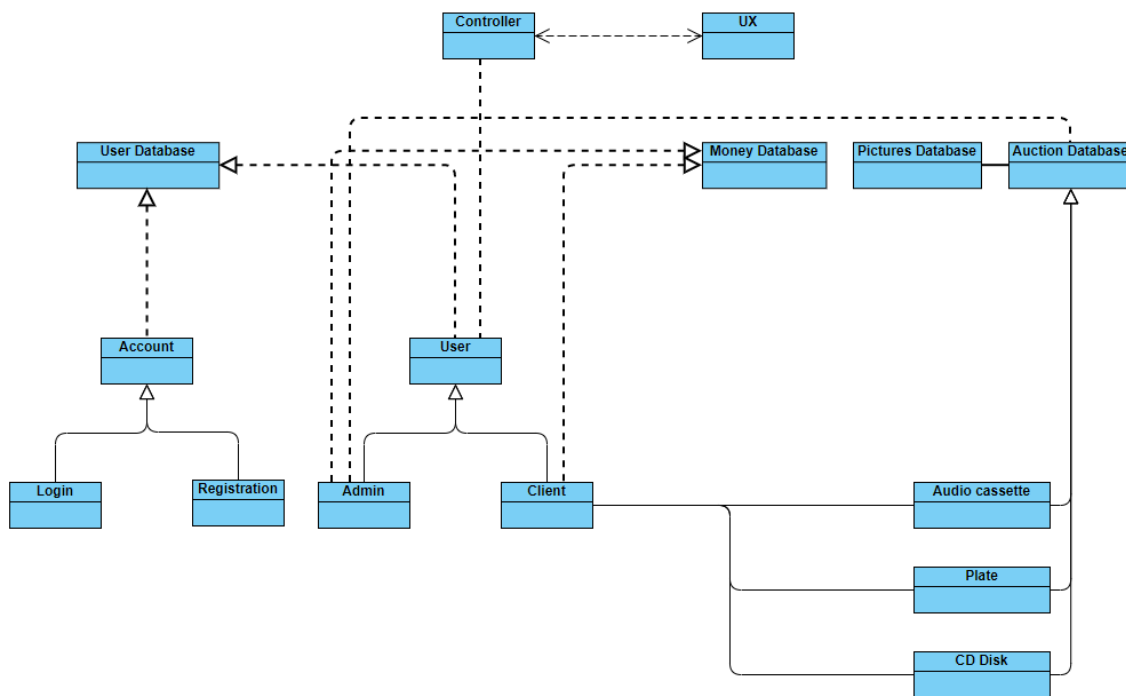 Controller
UX
User Database
Money Database
Pictures Database
Auction Database
Account
User
Login
Registration
Admin
Client
Audio cassette
Plate
CD Disk